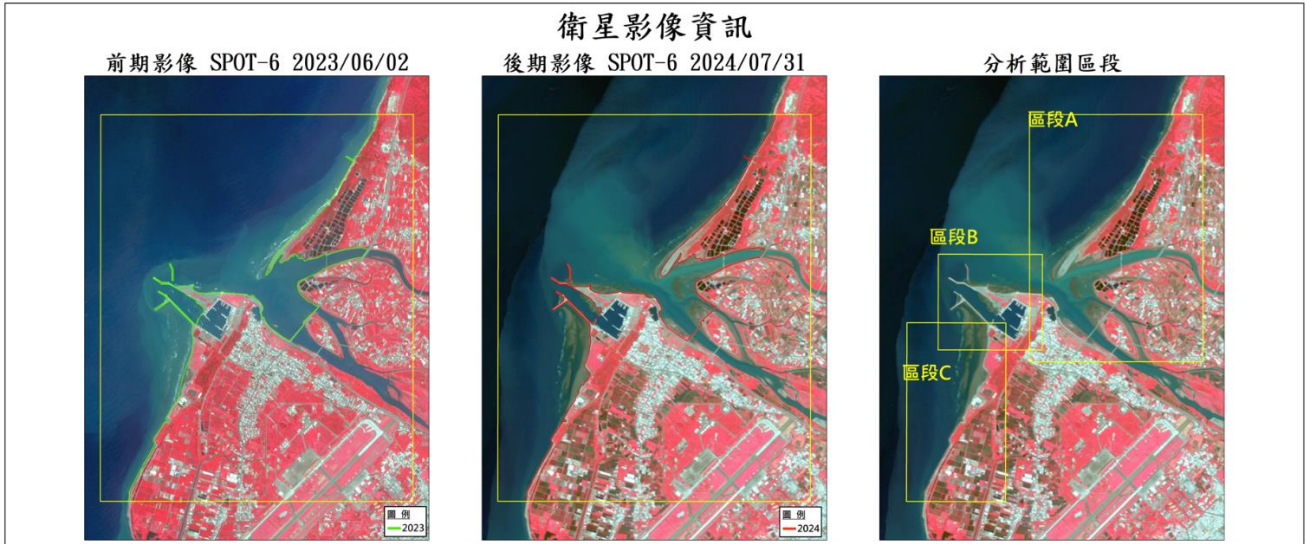 衛星影像資訊
前期影像 SPOT-6 2023/06/02
後期影像 SPOT-6 2024/07/31
分析範圍區段
圖 例
2023
圖 例
2024
區段A
區段B
區段C